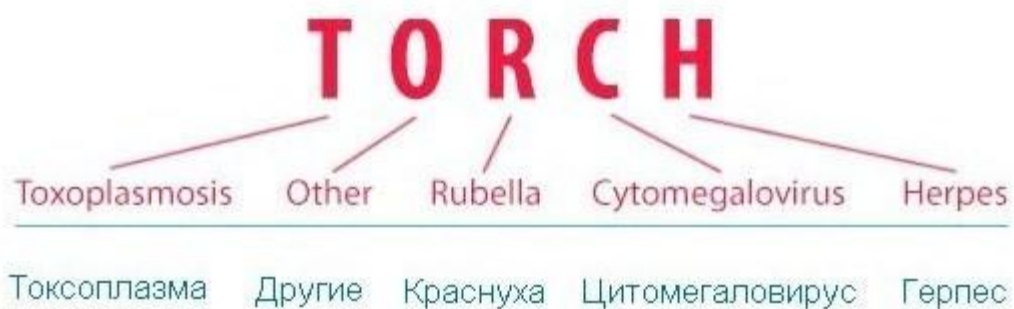 TORCH
Toxoplasmosis Other Rubella Cytomegalovirus Herpes
Токсоплазма Другие Краснуха Цитомегаловирус Герпес